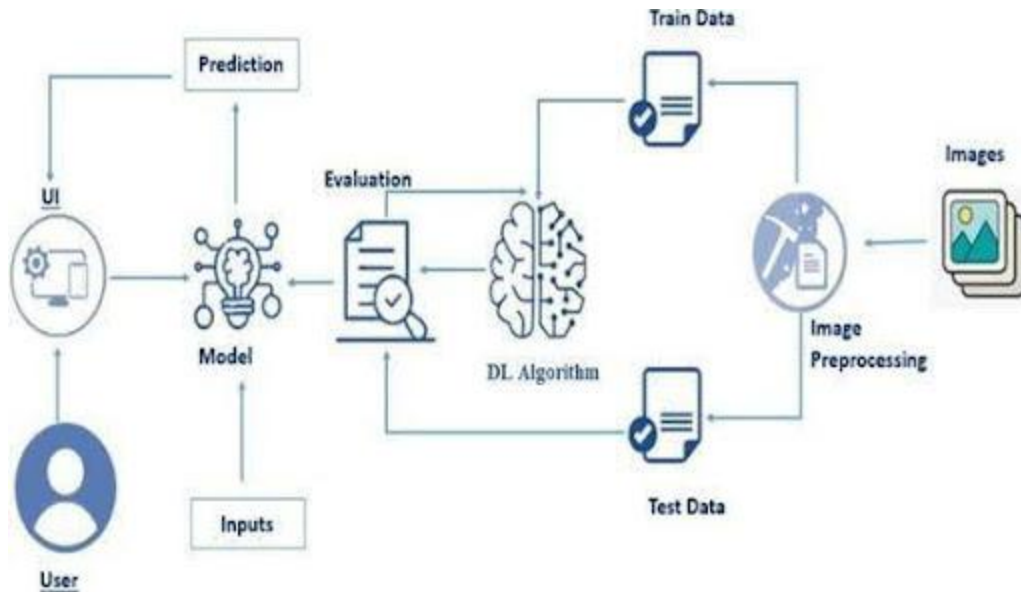 Train Data
Prediction
Images
Evaluation
UI
Image
Preprocessing
Model
DL Algorithm
Test Data
Inputs
User